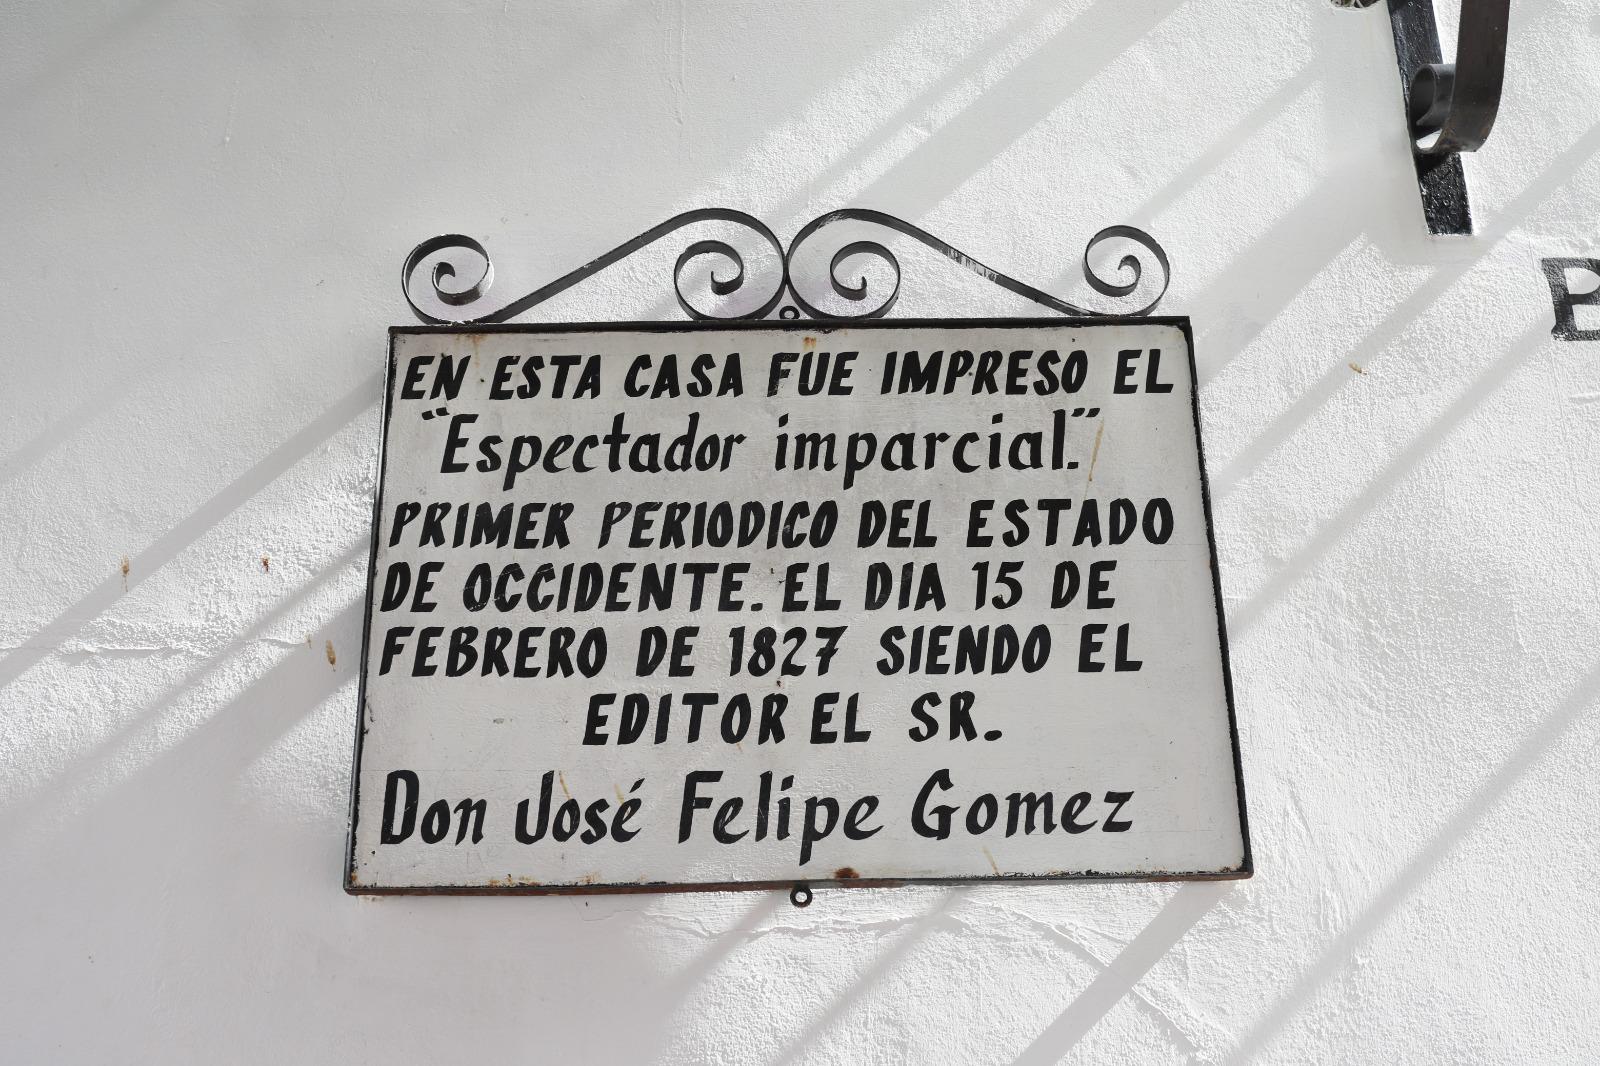 EN ESTA CASA FUE IMPRESO EL
“Espectador imparcial.”
PRIMER PERIODICO DEL ESTADO
DE OCCIDENTE. EL DIA 15 DE
FEBRERO DE 1827 SIENDO EL
EDITOR EL SR.
Don José Felipe Gomez